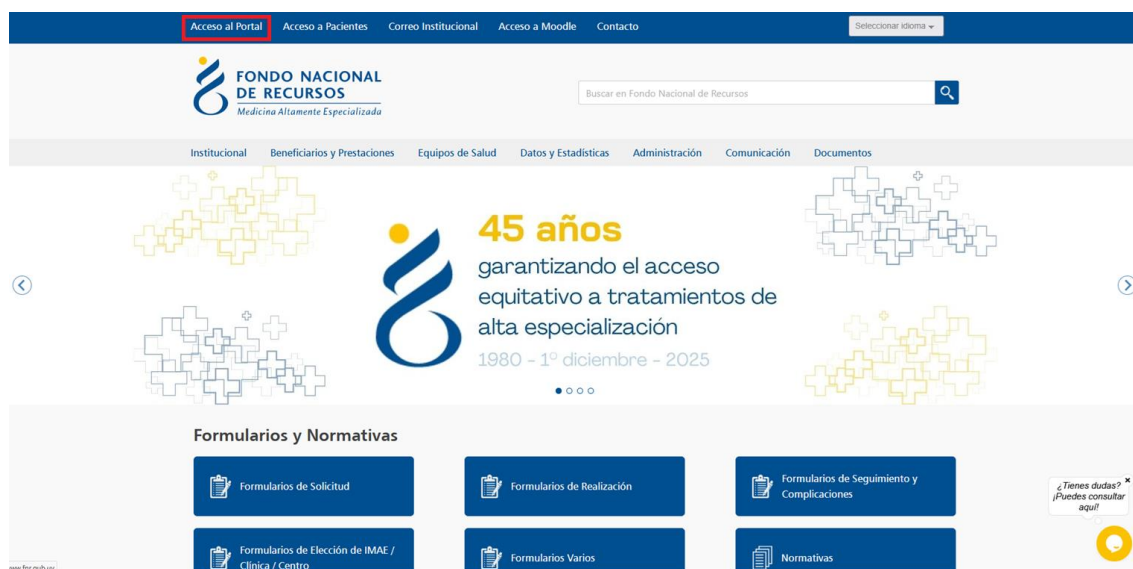 Acceso al Portal Acceso a Pacientes Correo Institucional Acceso a Moodle Contacto Seleccionar idioma
FONDO NACIONAL
DE RECURSOS
Medicina Altamente Especializada
Buscar en Fondo Nacional de Recursos
Institucional Beneficiarios y Prestaciones Equipos de Salud Datos y Estadísticas Administración Comunicación Documentos
45 años
garantizando el acceso
equitativo a tratamientos de
alta especialización
1980 - 1º diciembre - 2025
Formularios y Normativas
Formularios de Solicitud
Formularios de Realización
Formularios de Seguimiento y
Complicaciones
¿Tienes dudas?
¡Puedes consultar
aquí!
Formularios de Elección de IMAE /
Clínica / Centro
Formularios Varios
Normativas